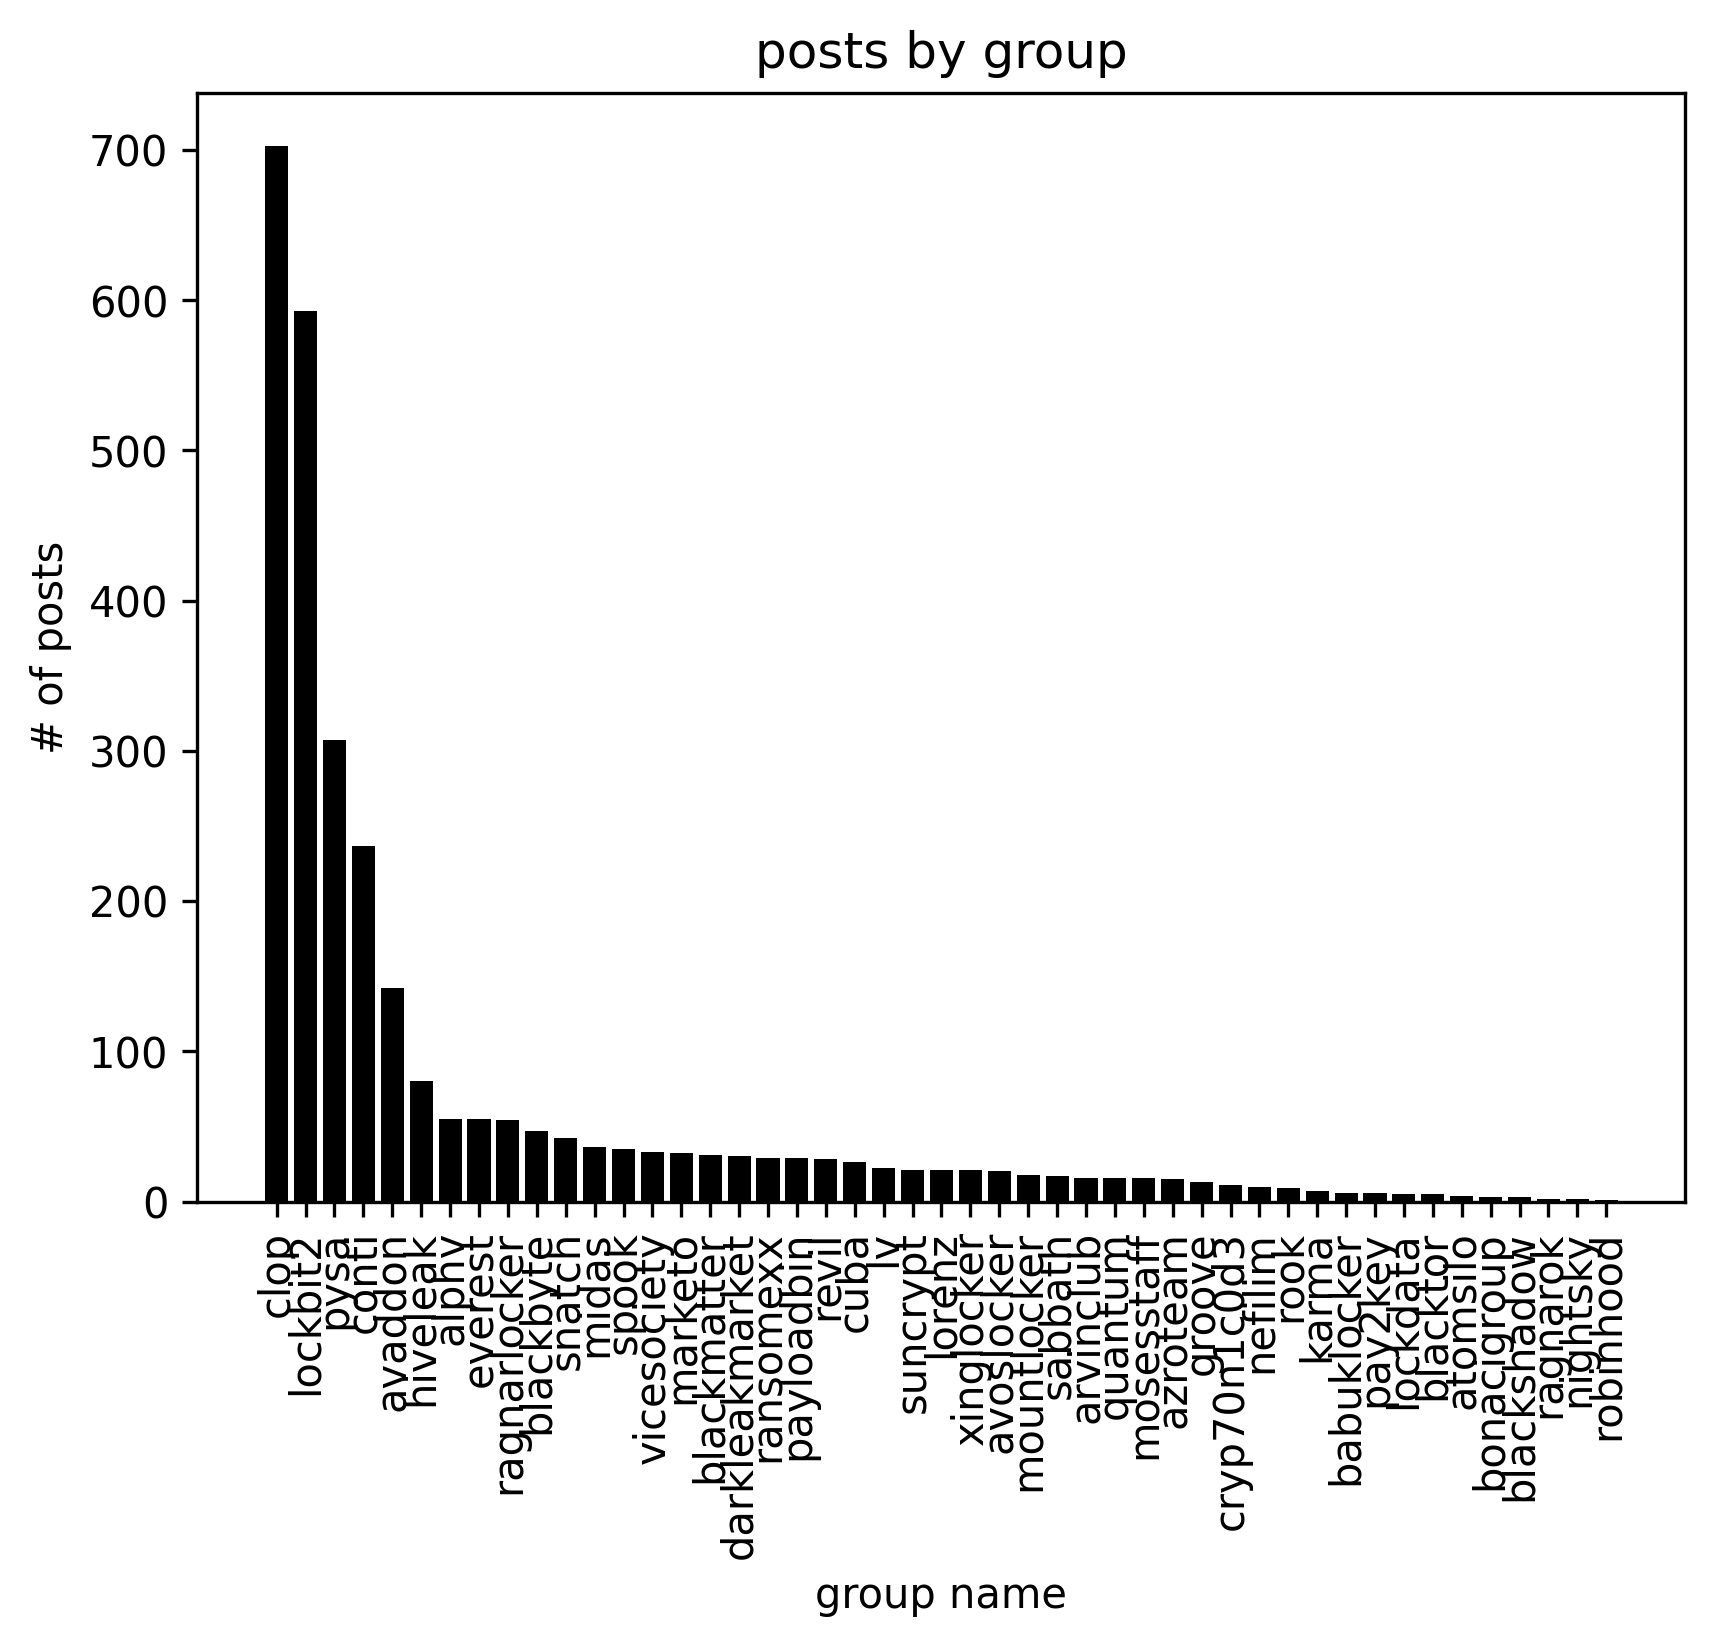 posts by group
# of posts
700
600
500
400
300
200
100
0
clop
lockbit2
pysa
conti
avaddon
hiveleak
alphv
everest
ragnarlocker
blackbyte
snatch
midas
spook
vicesociety
marketo
blackmatter
darkleakmarket
ransomexx
payloadbin
revil
cuba
lv
suncrypt
lorenz
xinglocker
avoslocker
mountlocker
sabbath
arvinclub
quantum
mosesstaff
azroteam
groove
cryp70n1c0d3
nefilim
rook
karma
babuklocker
pay2key
lockdata
blacktor
atomsilo
bonacigroup
blackshadow
ragnarok
nightsky
robinhood
group name